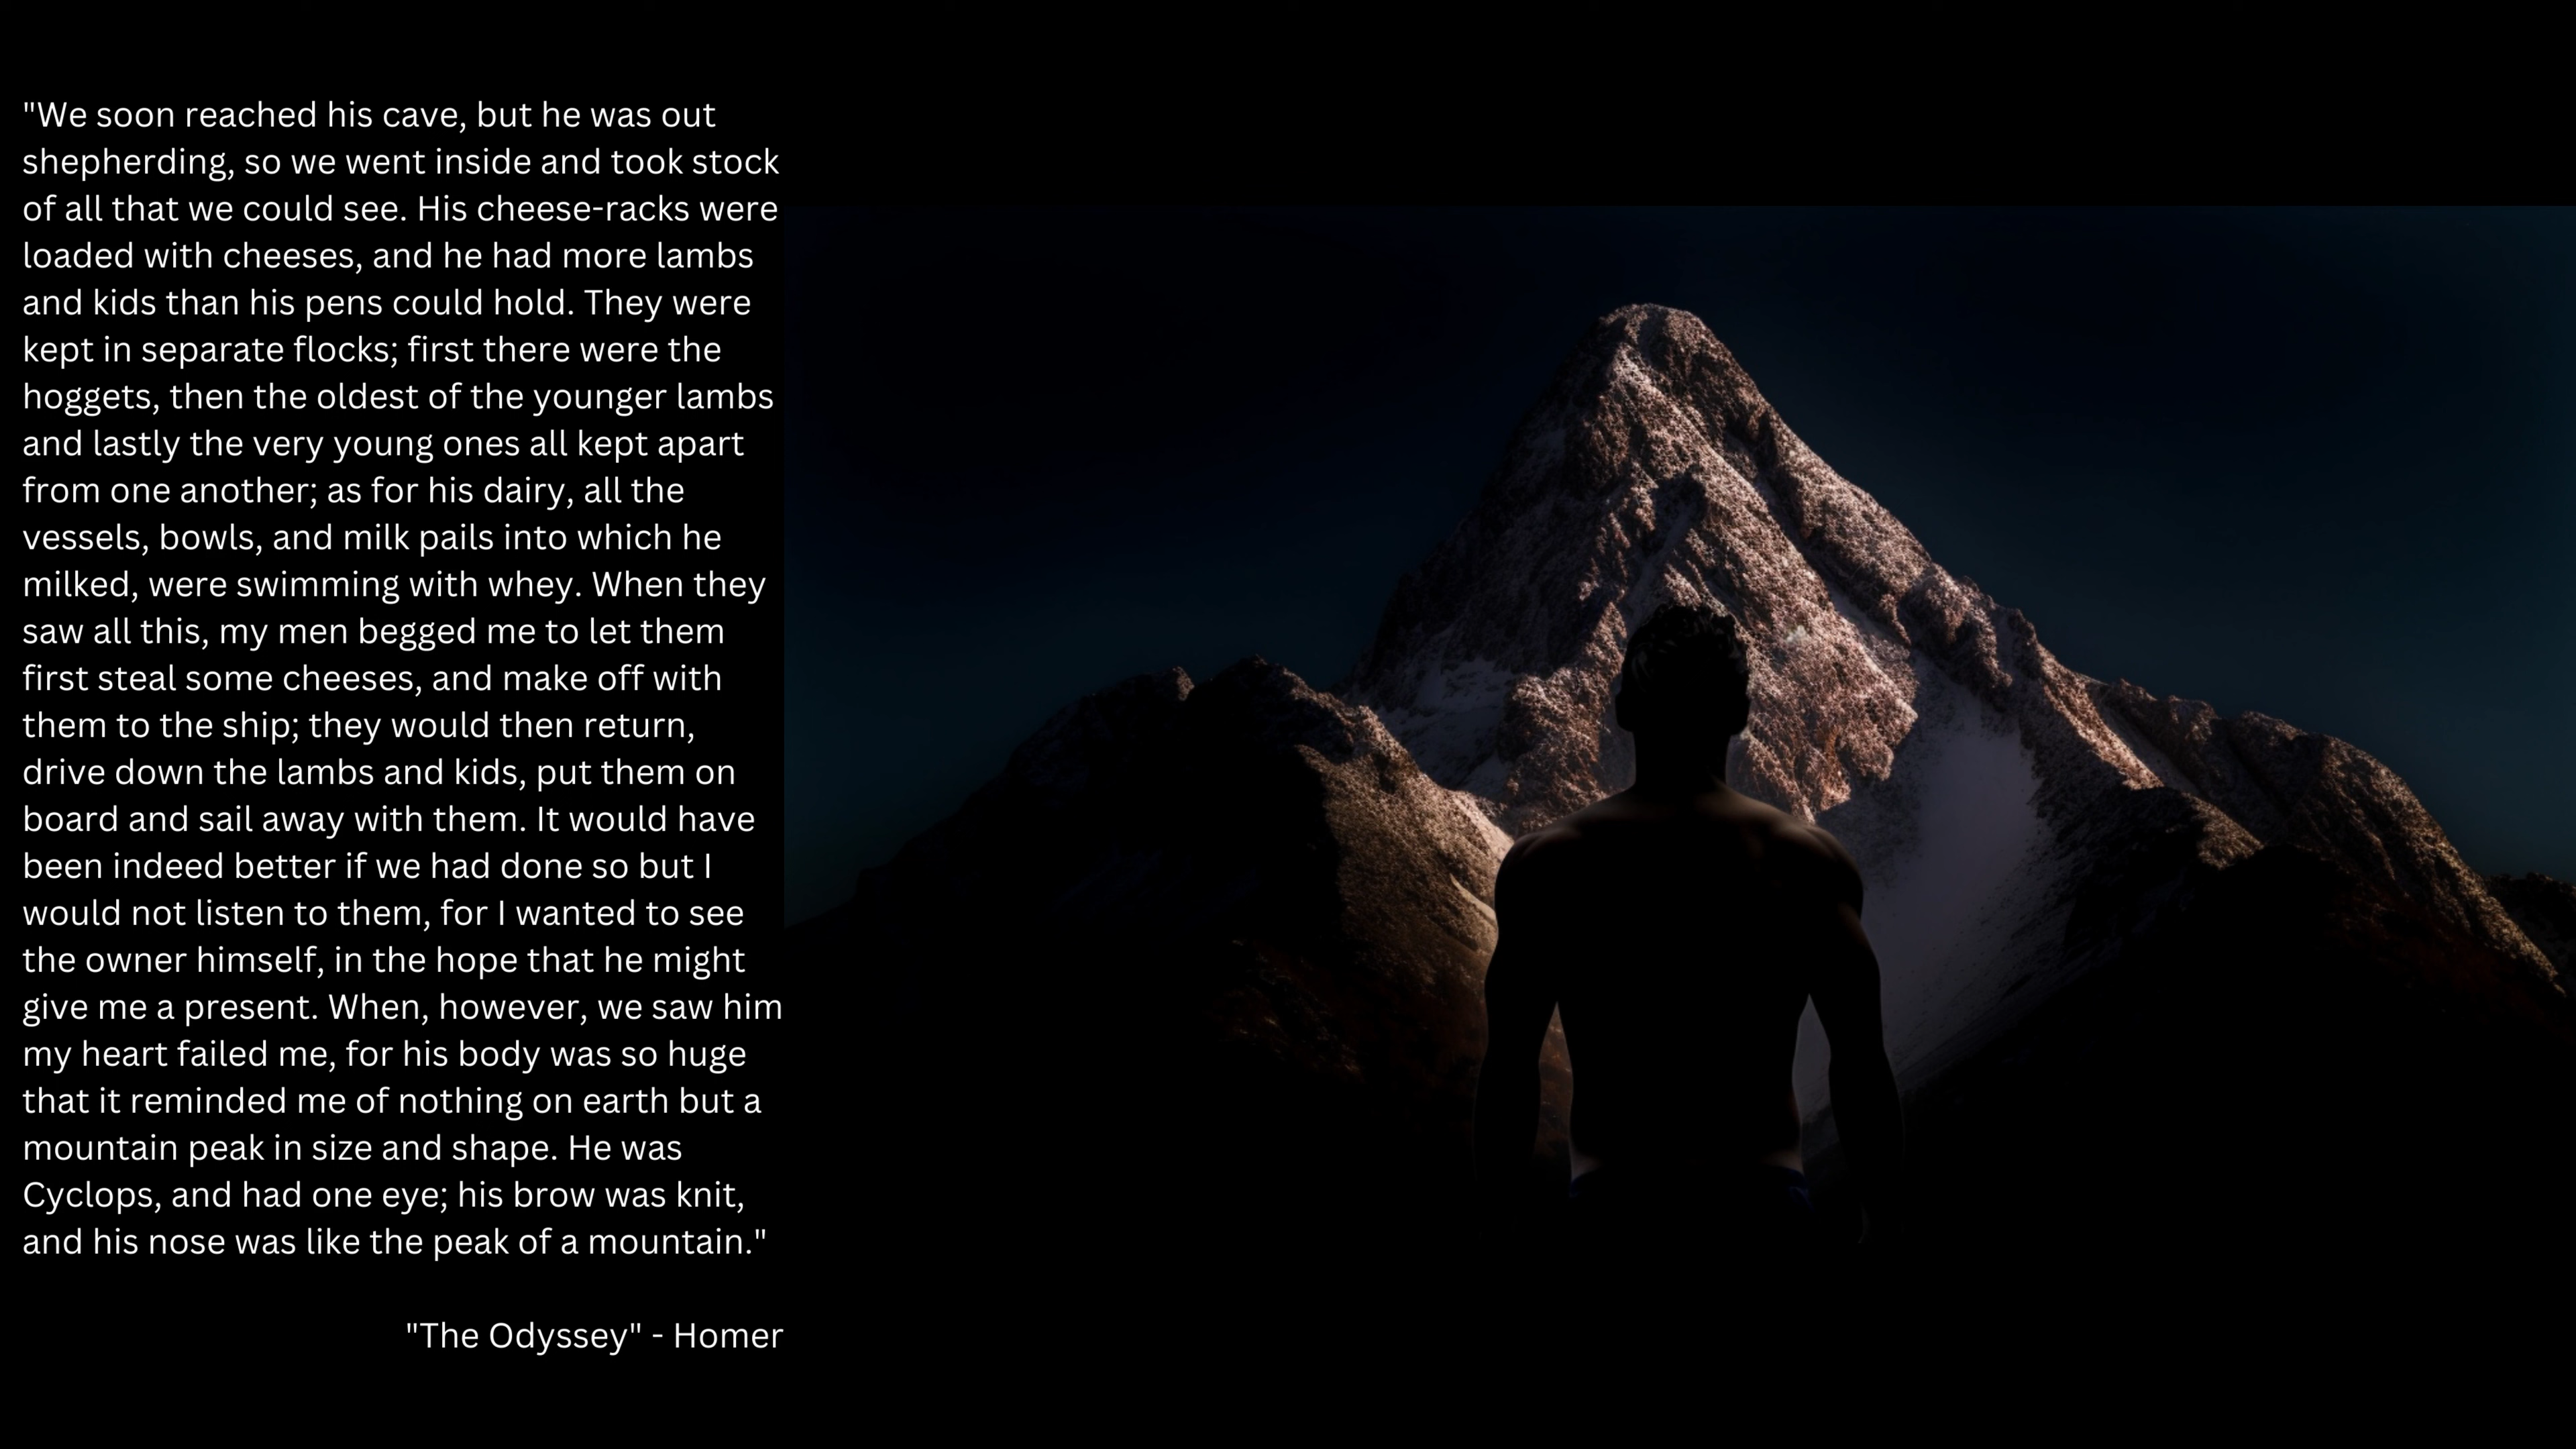 "We soon reached his cave, but he was out
shepherding, so we went inside and took stock
of all that we could see. His cheese-racks were
loaded with cheeses, and he had more lambs
and kids than his pens could hold. They were
kept in separate flocks; first there were the
hoggets, then the oldest of the younger lambs
and lastly the very young ones all kept apart
from one another; as for his dairy, all the
vessels, bowls, and milk pails into which he
milked, were swimming with whey. When they
saw all this, my men begged me to let them
first steal some cheeses, and make off with
them to the ship; they would then return,
drive down the lambs and kids, put them on
board and sail away with them. It would have
been indeed better if we had done so but I
would not listen to them, for I wanted to see
the owner himself, in the hope that he might
give me a present. When, however, we saw him
my heart failed me, for his body was so huge
that it reminded me of nothing on earth but a
mountain peak in size and shape. He was
Cyclops, and had one eye; his brow was knit,
and his nose was like the peak of a mountain."
"The Odyssey" - Homer